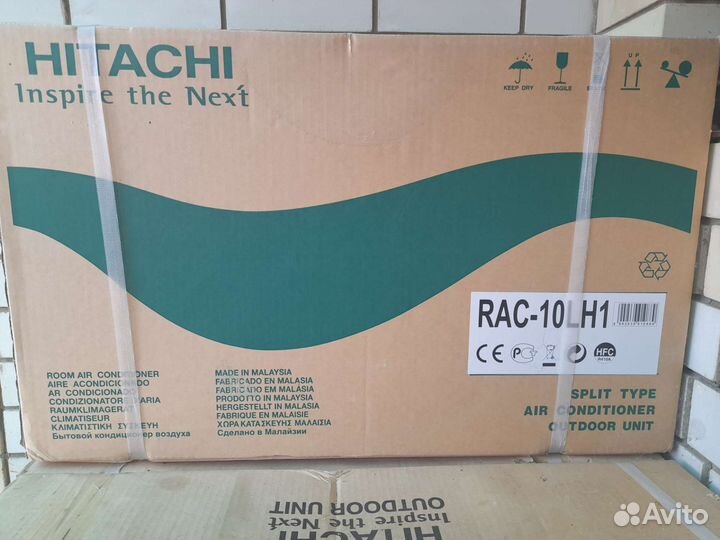 HITACHI
Inspire the Next
KEEP DRY
FRAGILE
UP
RAC-10LH1
CE
HFC
R410A
ROOM AIR CONDITIONER
AIRE ACONDICIONADO
AR CONDICIONADO
CONDIZIONATORE D'ARIA
RAUMKLIMAGERÄT
CLIMATISEUR
ΚΛΙΜΑΤΙΣΤΙΚΗ ΣΥΣΚΕΥΗ
Бытовой кондиционер воздуха
MADE IN MALAYSIA
FABRICADO EN MALASIA
FABRICADO EM MALÁSIA
PRODOTTO IN MALAYSIA
HERGESTELLT IN MALAYSIA
FABRIQUE EN MALAISIE
ΧΩΡΑ ΚΑΤΑΣΚΕΥΗΣ ΜΑΛΑΙΣΙΑ
Сделано в Малайзии
SPLIT TYPE
AIR CONDITIONER
OUTDOOR UNIT
OUTDOOR UNIT
Inspire the Next
HITACHI
Avito